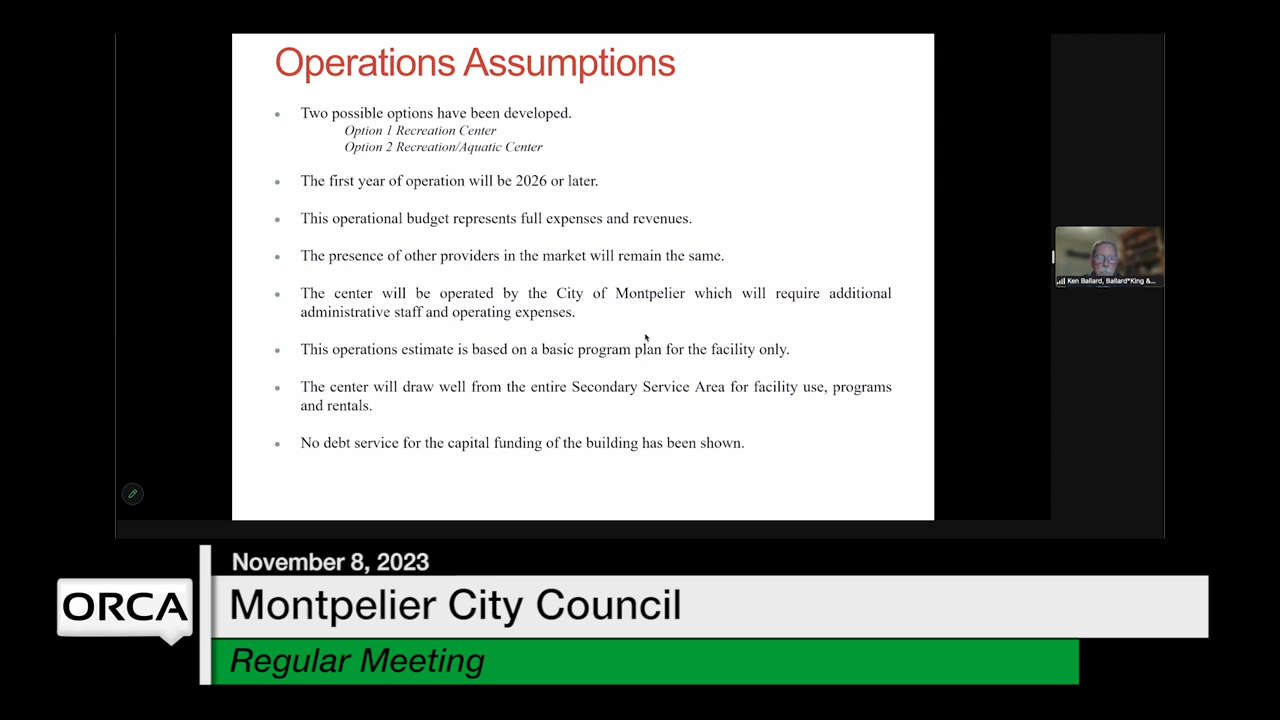 Operations Assumptions
• Two possible options have been developed.
Option 1 Recreation Center
Option 2 Recreation/Aquatic Center
• The first year of operation will be 2026 or later.
• This operational budget represents full expenses and revenues.
• The presence of other providers in the market will remain the same.
• The center will be operated by the City of Montpelier which will require additional
administrative staff and operating expenses.
• This operations estimate is based on a basic program plan for the facility only.
• The center will draw well from the entire Secondary Service Area for facility use, programs
and rentals.
• No debt service for the capital funding of the building has been shown.
Ken Ballard, Ballard*King &...
November 8, 2023
ORCA
Montpelier City Council
Regular Meeting